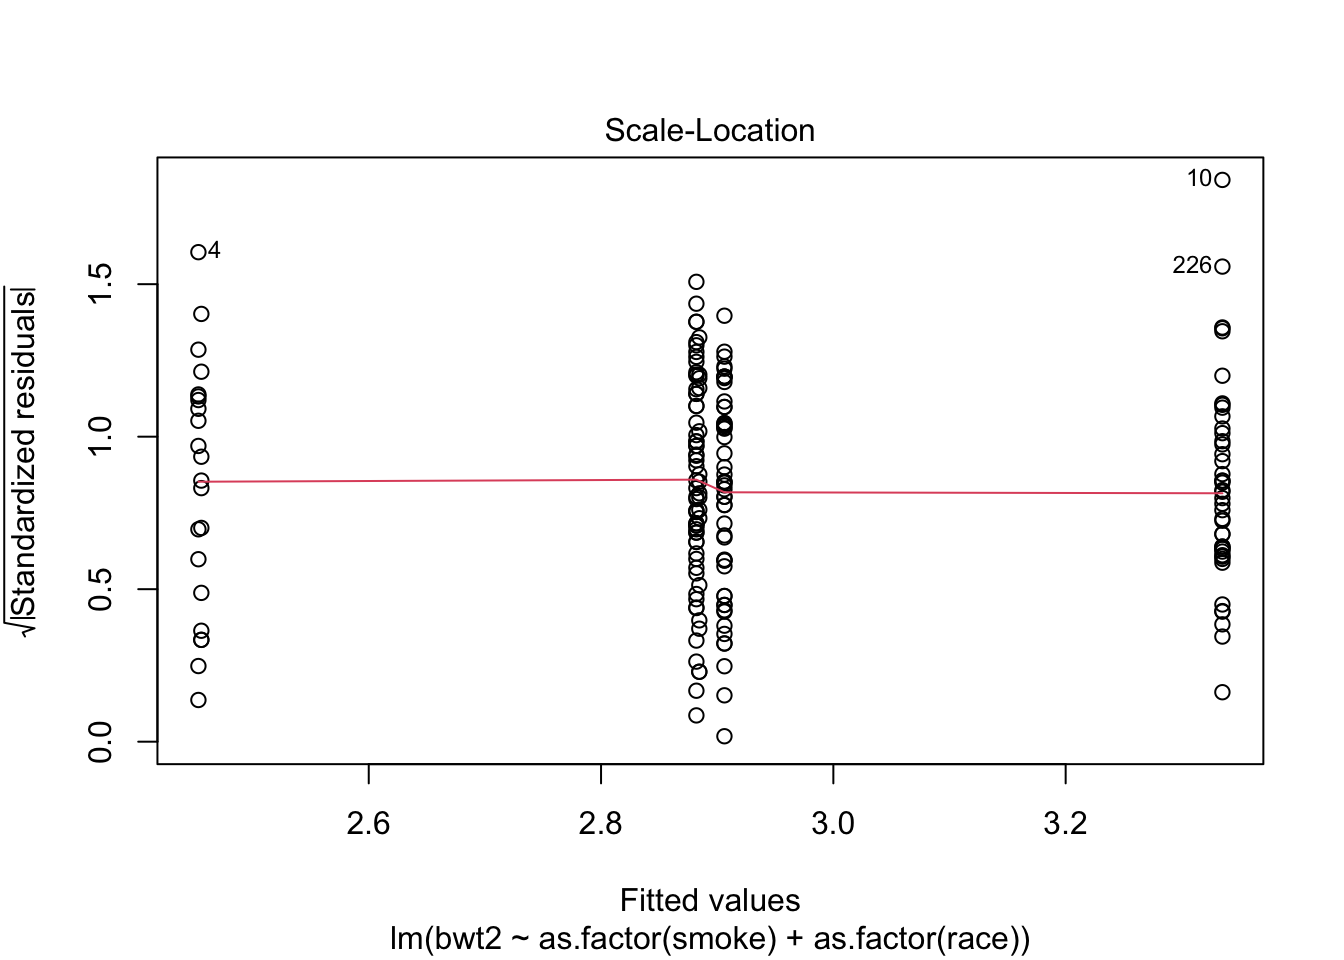 Scale-Location
√|Standardized residuals|
1.5
1.0
0.5
0.0
4
10
226
2.6 2.8 3.0 3.2
Fitted values
lm(bwt2 ~ as.factor(smoke) + as.factor(race))